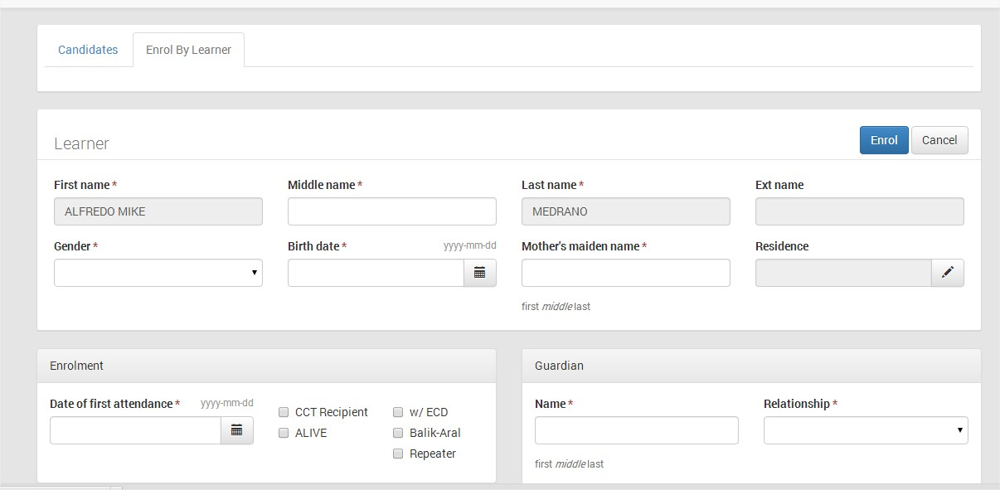 Candidates Enrol By Learner
Learner Enrol Cancel
First name * Middle name * Last name * Ext name
ALFREDO MIKE MEDRANO
Gender * Birth date * yyyy-mm-dd Mother's maiden name * Residence
first middle last
Enrolment Guardian
Date of first attendance * yyyy-mm-dd CCT Recipient w/ ECD Name * Relationship *
ALIVE Balik-Aral
Repeater
first middle last